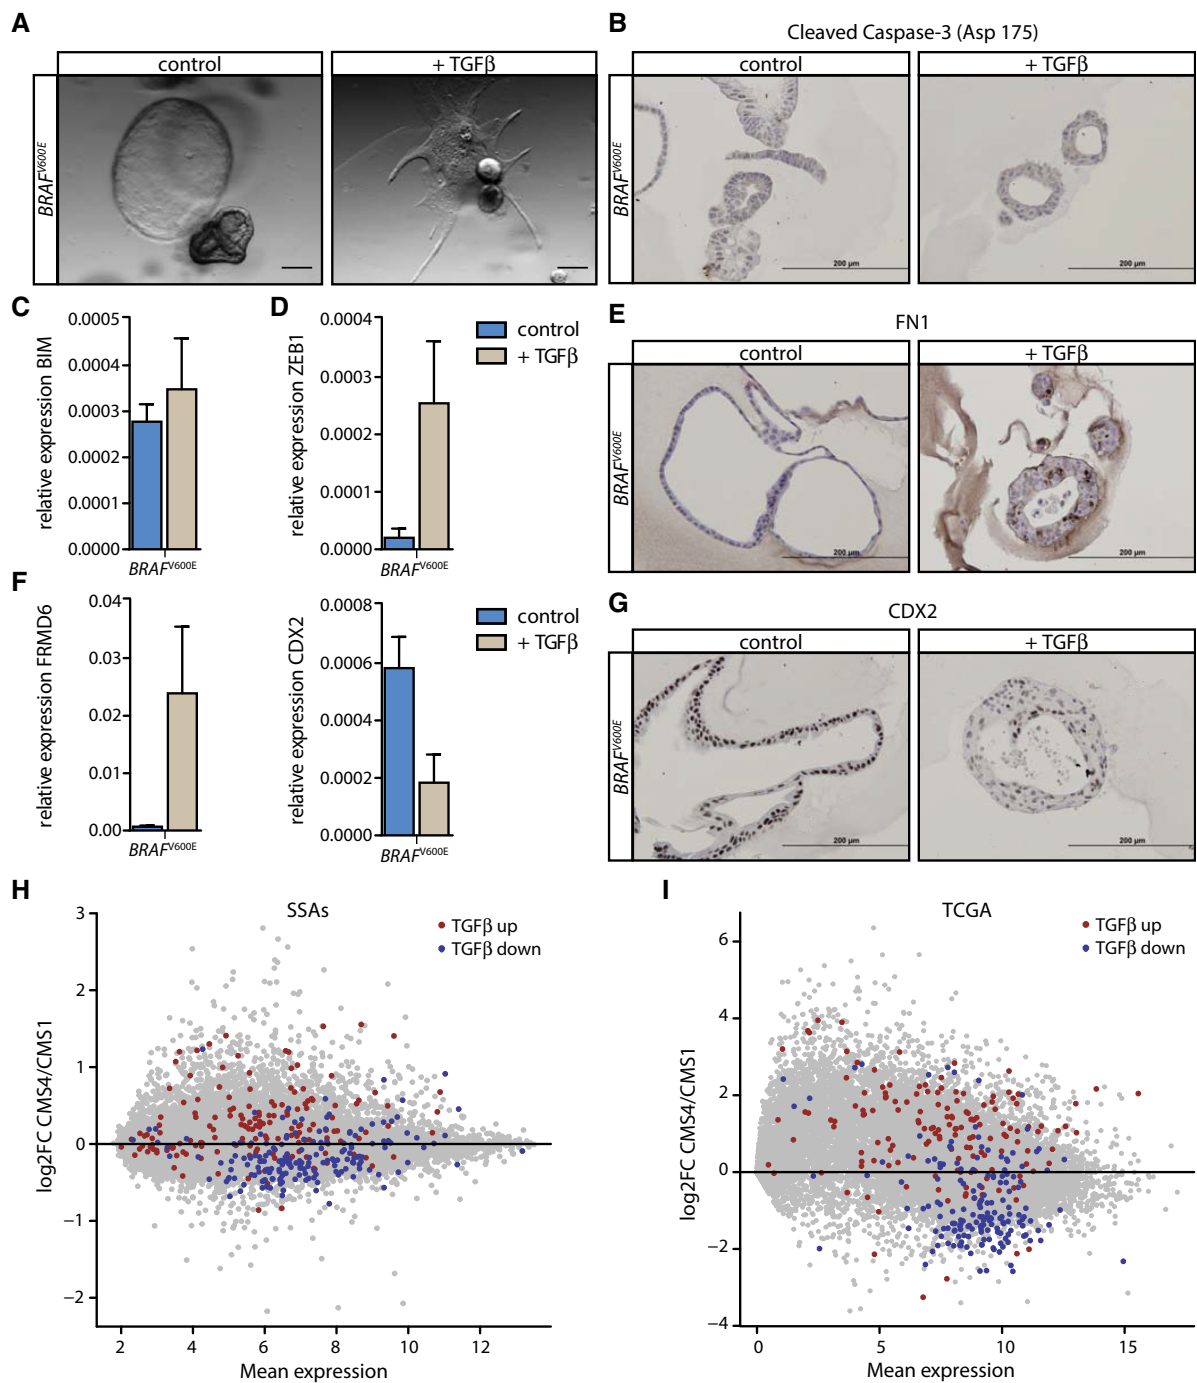 A
control
+ TGFβ
BRAFV600E
B
Cleaved Caspase-3 (Asp 175)
control
+ TGFβ
BRAFV600E
200 µm
200 µm
C
relative expression BIM
0.0005
0.0004
0.0003
0.0002
0.0001
0.0000
BRAFV600E
D
relative expression ZEB1
0.0004
0.0003
0.0002
0.0001
0.0000
BRAFV600E
control
+ TGFβ
E
FN1
control
+ TGFβ
BRAFV600E
200 µm
200 µm
F
relative expression FRMD6
0.04
0.03
0.02
0.01
0.00
BRAFV600E
relative expression CDX2
0.0008
0.0006
0.0004
0.0002
0.0000
BRAFV600E
control
+ TGFβ
G
CDX2
control
+ TGFβ
BRAFV600E
200 µm
200 µm
H
SSAs
TGFβ up
TGFβ down
log2FC CMS4/CMS1
3
2
1
0
−1
−2
2 4 6 8 10 12
Mean expression
I
TCGA
TGFβ up
TGFβ down
log2FC CMS4/CMS1
6
4
2
0
−2
−4
0 5 10 15
Mean expression